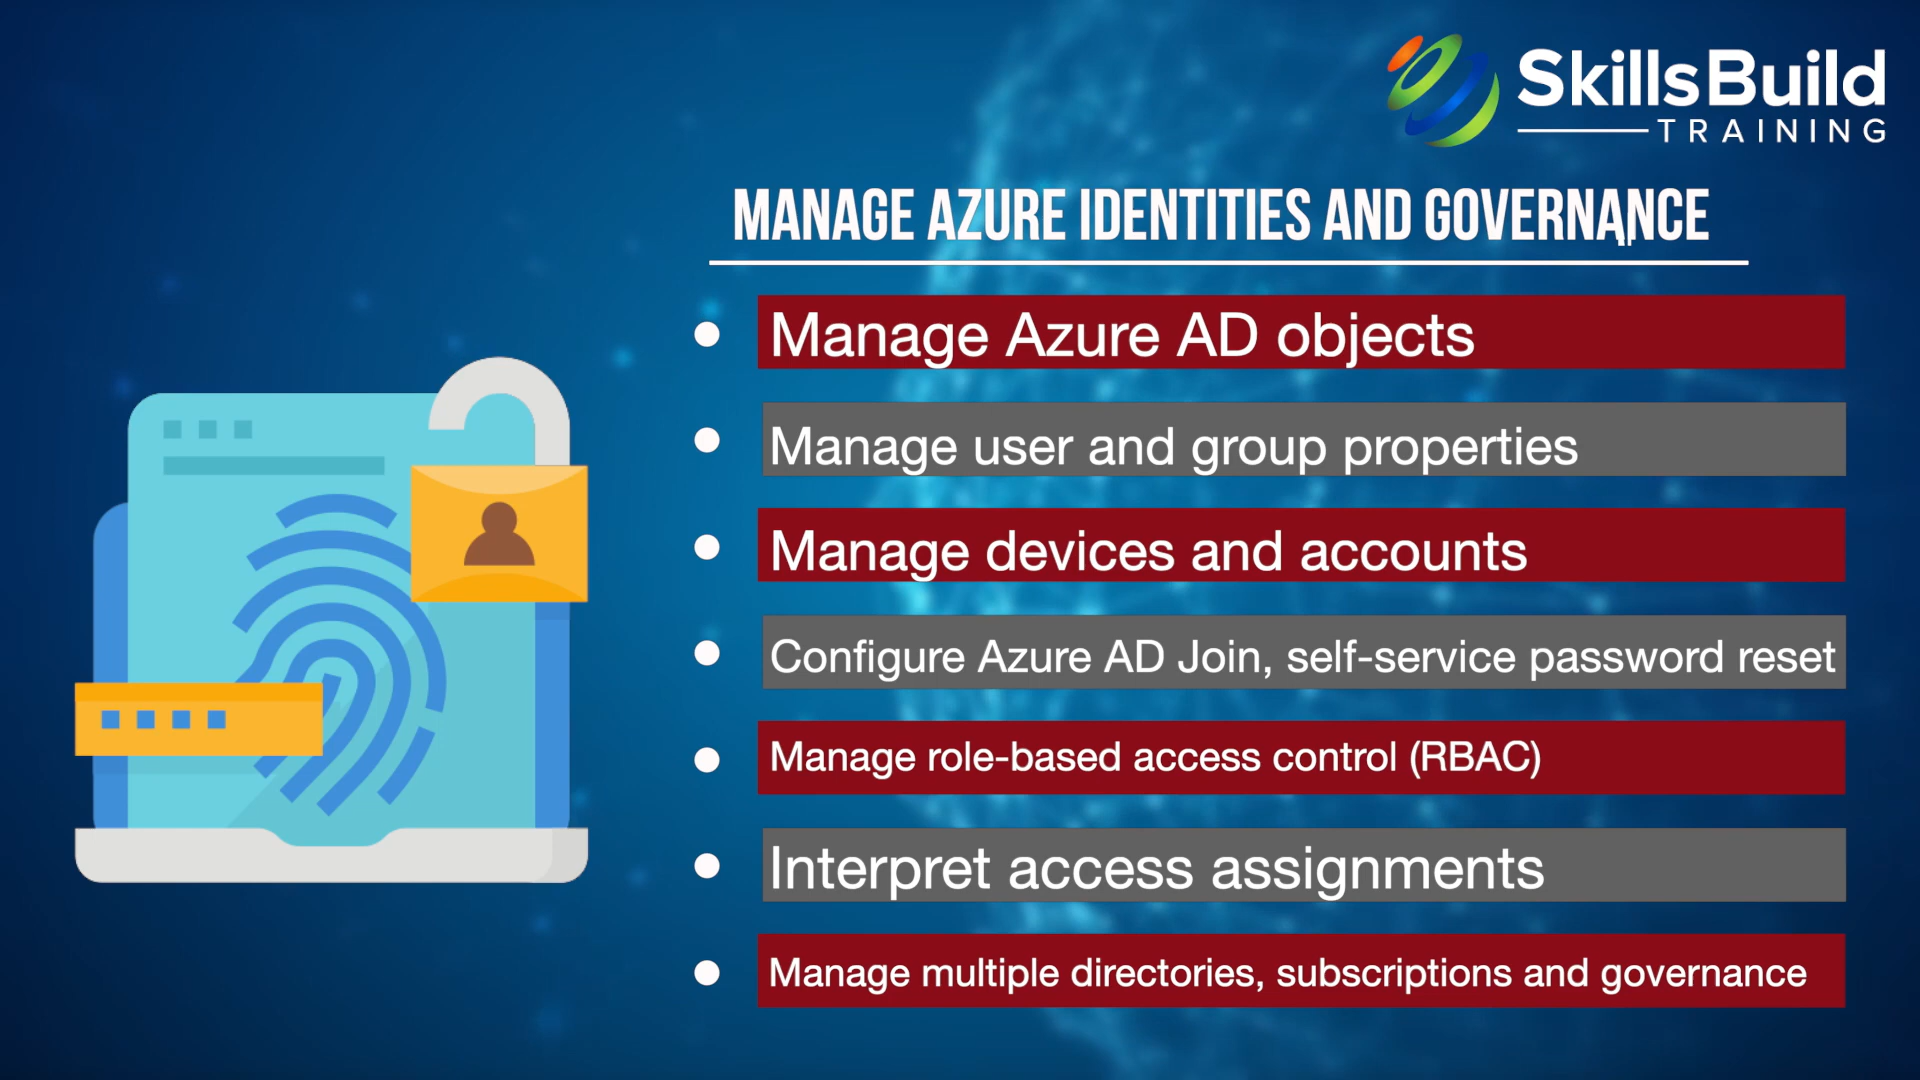 SkillsBuild
TRAINING
MANAGE AZURE IDENTITIES AND GOVERNANCE
Manage Azure AD objects
Manage user and group properties
Manage devices and accounts
Configure Azure AD Join, self-service password reset
Manage role-based access control (RBAC)
Interpret access assignments
Manage multiple directories, subscriptions and governance